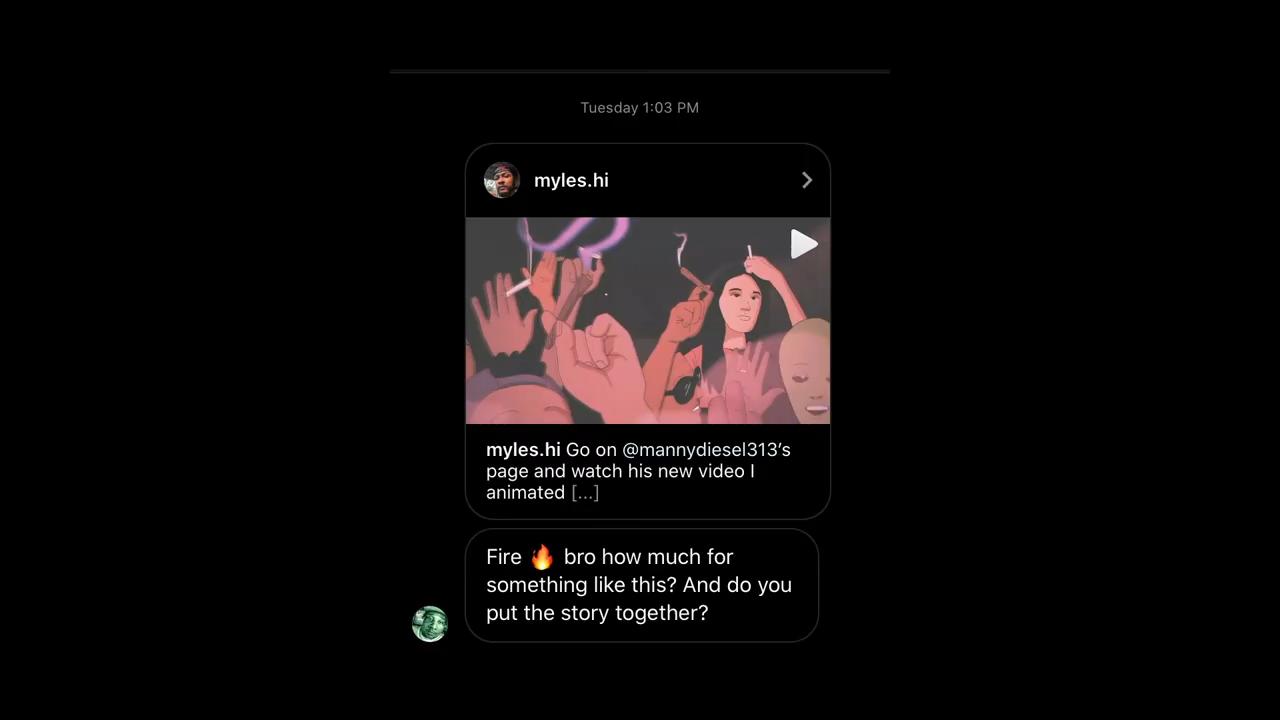 Tuesday 1:03 PM
myles.hi
myles.hi Go on @mannydiesel313’s
page and watch his new video I
animated [...]
Fire 🔥 bro how much for
something like this? And do you
put the story together?